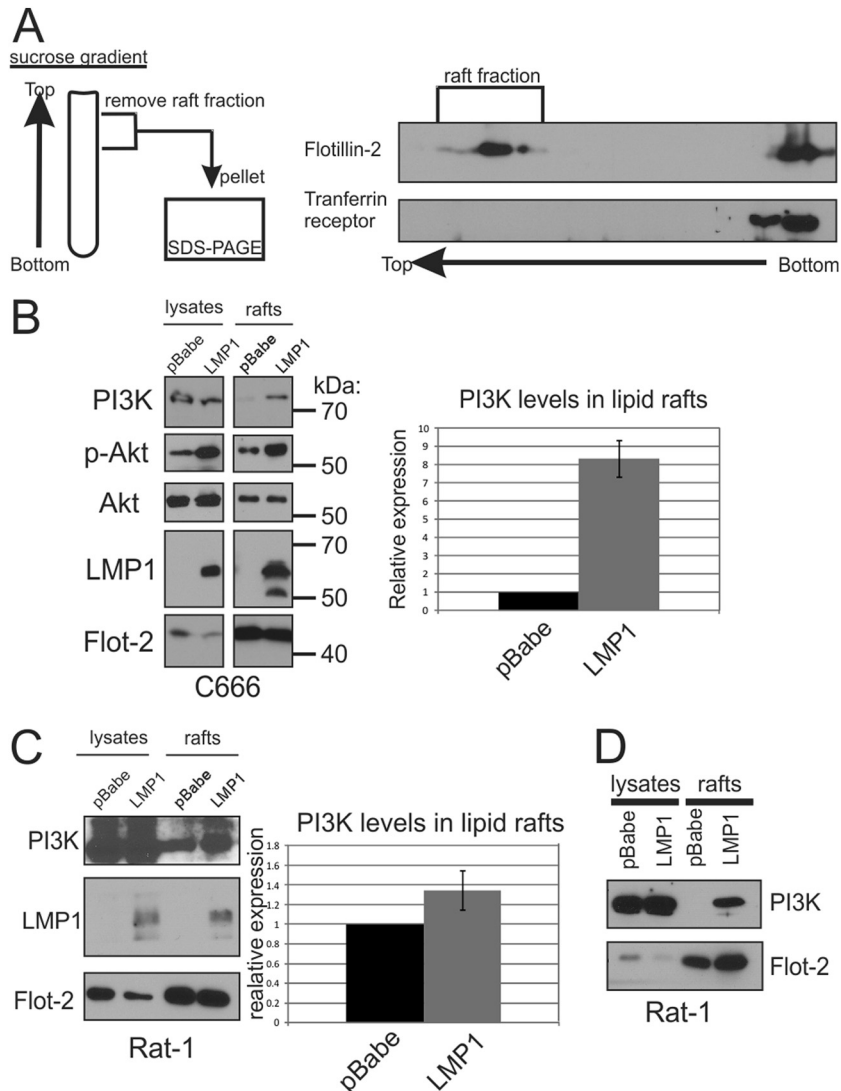 A
sucrose gradient
Top
remove raft fraction
pellet
SDS-PAGE
Bottom
raft fraction
Flotillin-2
Tranferrin
receptor
Top
Bottom
B
lysates
rafts
pBabe
LMP1
pBabe
LMP1
kDa:
PI3K
70
p-Akt
50
Akt
50
LMP1
70
50
Flot-2
40
C666
PI3K levels in lipid rafts
Relative expression
10
9
8
7
6
5
4
3
2
1
0
pBabe
LMP1
C
lysates
rafts
pBabe
LMP1
pBabe
LMP1
PI3K
LMP1
Flot-2
Rat-1
PI3K levels in lipid rafts
realative expression
1.8
1.6
1.4
1.2
1
0.8
0.6
0.4
0.2
0
pBabe
LMP1
D
lysates
rafts
pBabe
LMP1
pBabe
LMP1
PI3K
Flot-2
Rat-1